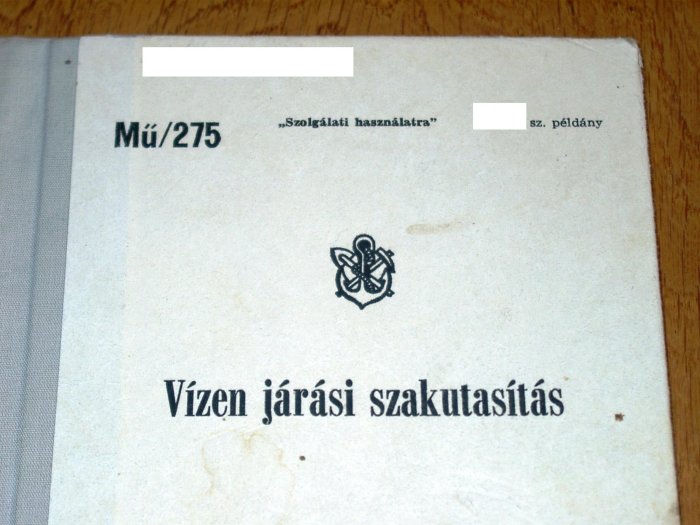 „Szolgálati használatra” sz. példány
Mű/275
Vízen járási szakutasítás